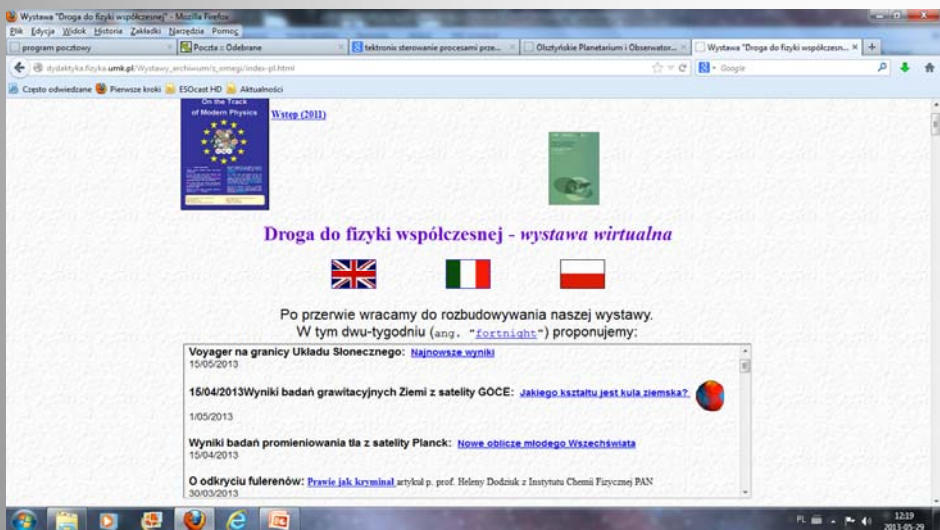 Wystawa "Droga do fizyki współczesnej" - Mozilla Firefox
Plik Edycja Widok Historia Zakładki Narzędzia Pomoc
program pocztowy
Poczta :: Odebrane
tektronix sterowanie procesami prze...
Olsztyńskie Planetarium i Obserwator...
Wystawa "Droga do fizyki współczesn...
dydaktyka.fizyka.umk.pl/Wystawy_archiwum/z_omegi/index-pl.html
Google
Często odwiedzane Pierwsze kroki ESOcast HD Aktualności
On the Track
of Modern Physics
Wstęp (2011)
Droga do fizyki współczesnej - wystawa wirtualna
Po przerwie wracamy do rozbudowywania naszej wystawy.
W tym dwu-tygodniu (ang. "fortnight") proponujemy:
Voyager na granicy Układu Słonecznego: Najnowsze wyniki
15/05/2013
15/04/2013Wyniki badań grawitacyjnych Ziemi z satelity GOCE: Jakiego kształtu jest kula ziemska?
1/05/2013
Wyniki badań promieniowania tła z satelity Planck: Nowe oblicze młodego Wszechświata
15/04/2013
O odkryciu fulerenów: Prawie jak kryminał artykuł p. prof. Heleny Dodziuk z Instytutu Chemii Fizycznej PAN
30/03/2013
PL
12:19
2013-05-29